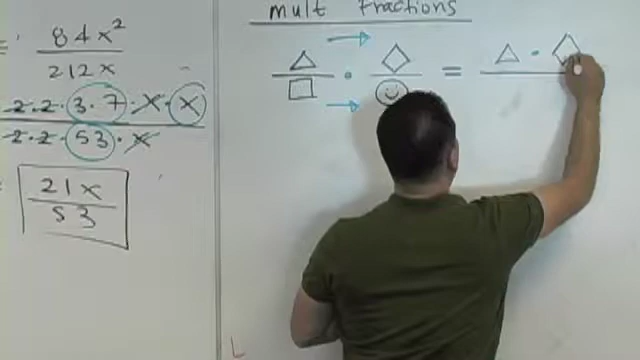 = 84x² / 212x
2·2·3·7·x·x / 2·2·53·x
= 21x / 53
mult Fractions
△/□ · ◇/☺ = △ · ◇
L